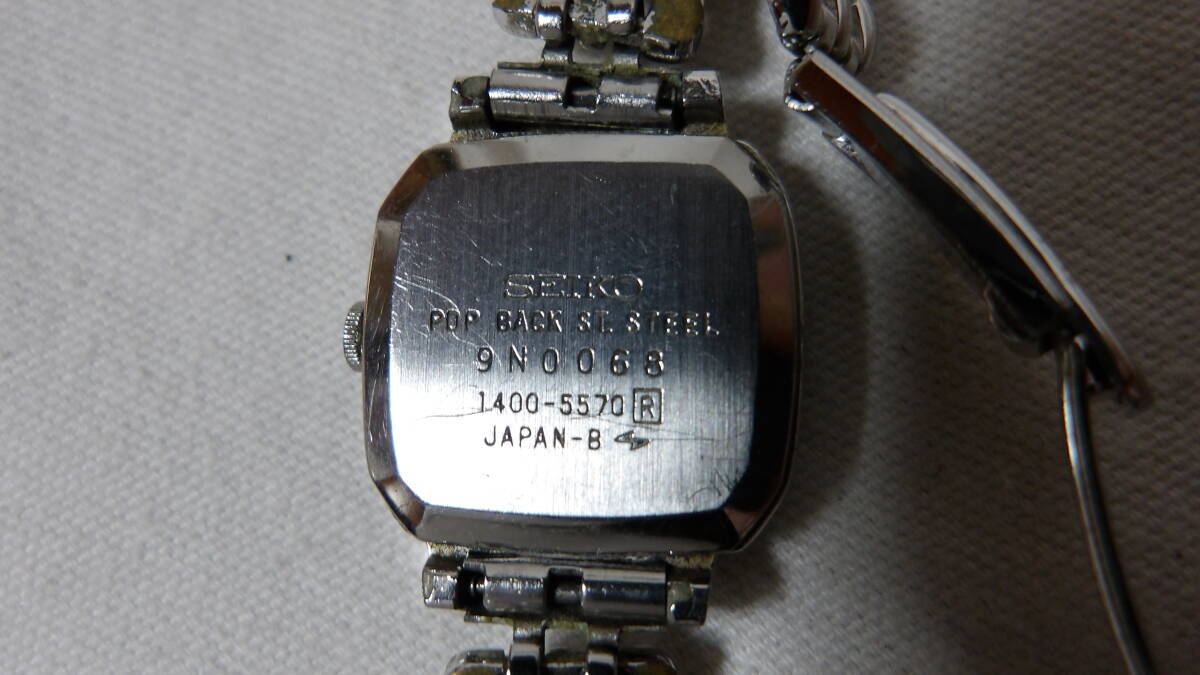 SEIKO
POP BACK ST. STEEL
9N0068
1400-5570 R
JAPAN-B